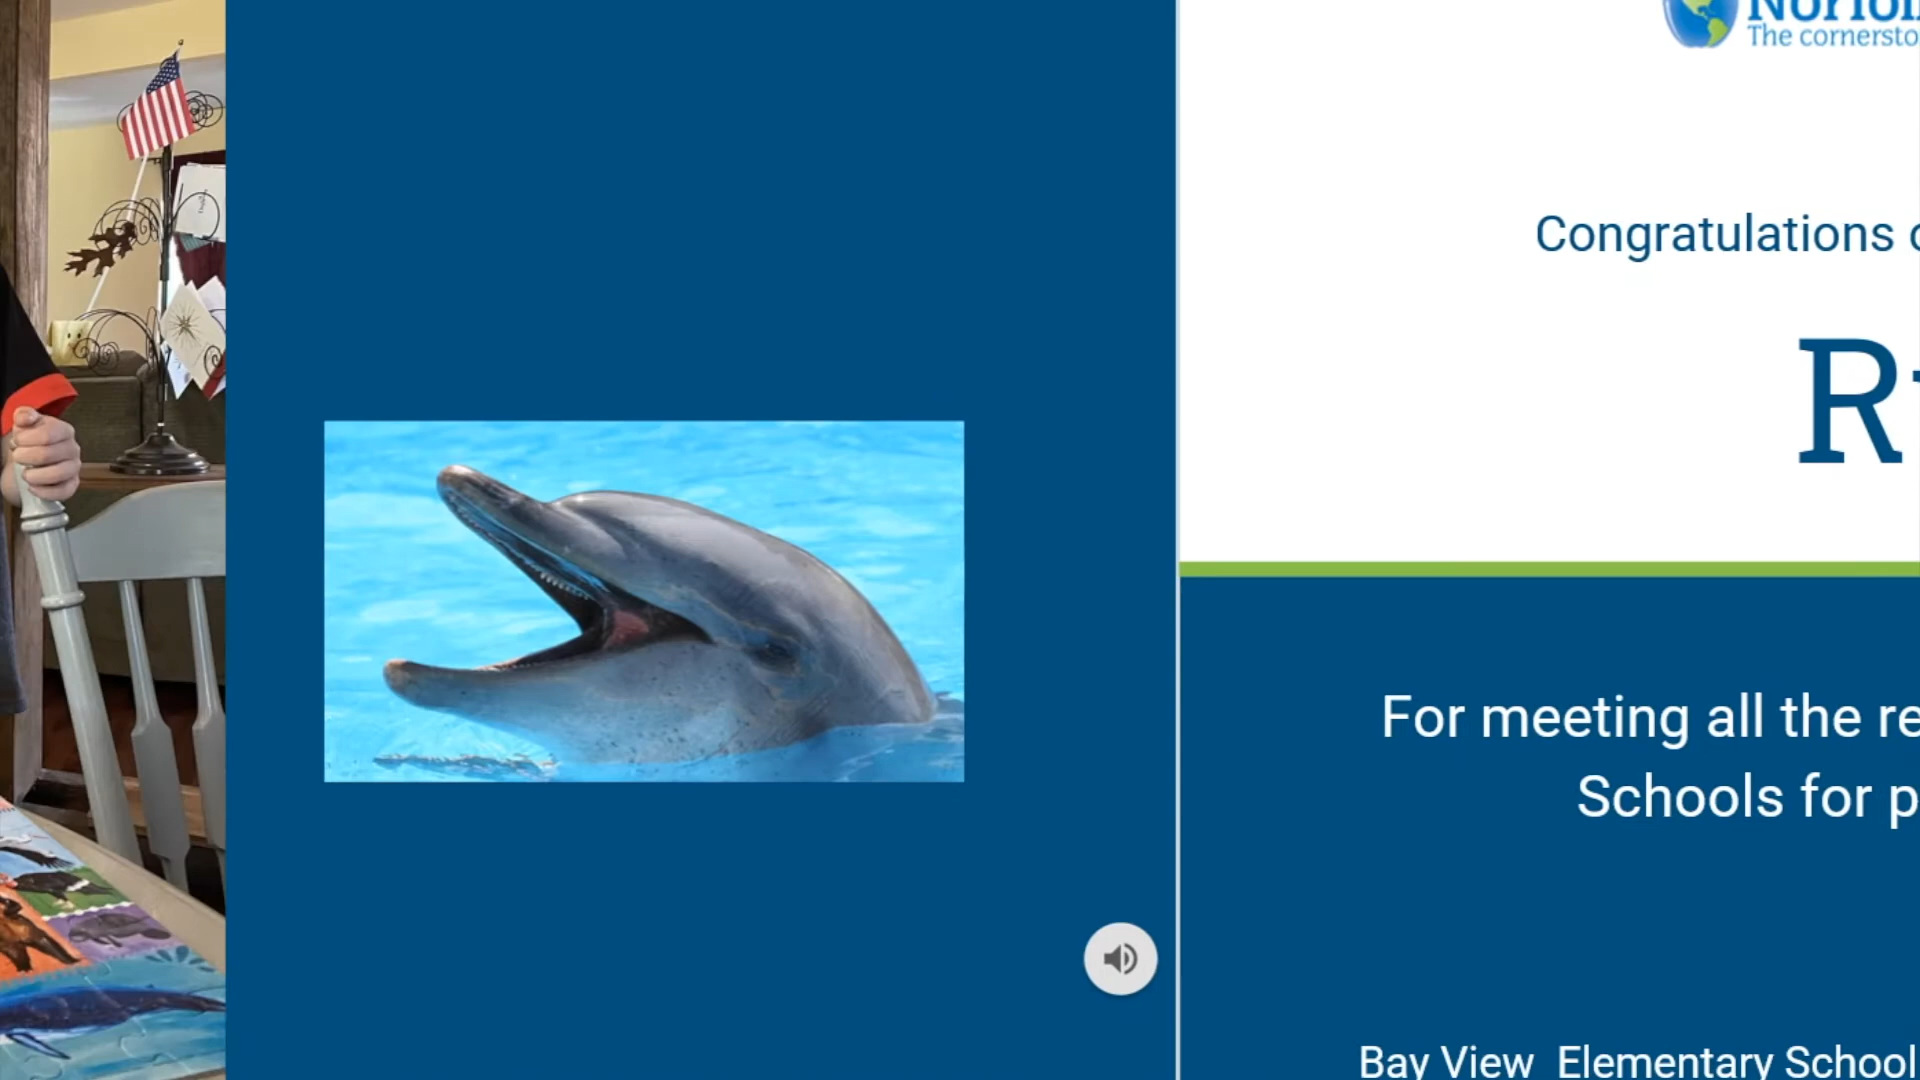 The cornersto
Congratulations
For meeting all the re
Schools for p
Bay View Elementary School